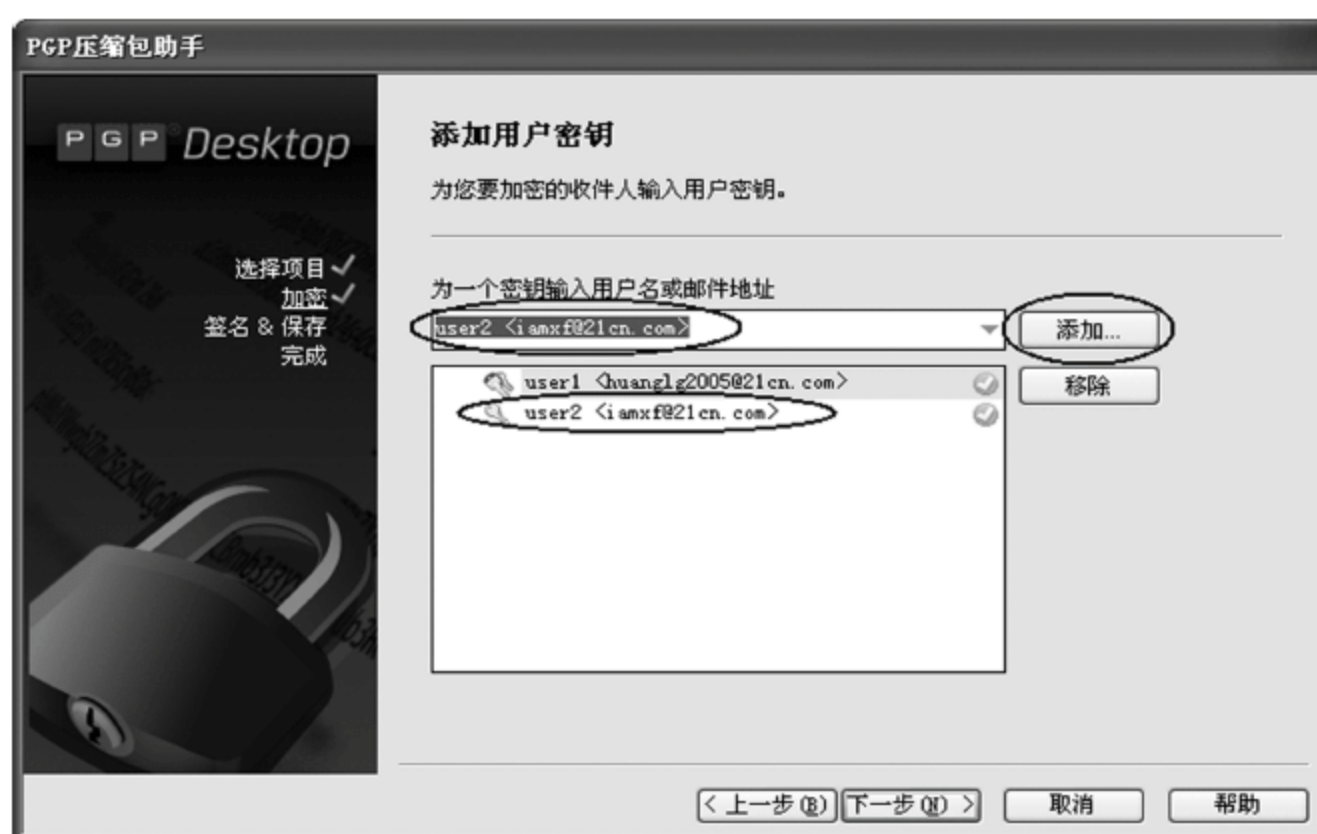 PGP压缩包助手
PGP® Desktop
选择项目
加密
签名 & 保存
完成
添加用户密钥
为您要加密的收件人输入用户密钥。
为一个密钥输入用户名或邮件地址
user2 <iamxf@21cn.com>
添加...
user1 <huanglg2005@21cn.com>
移除
user2 <iamxf@21cn.com>
< 上一步(B)
下一步(N) >
取消
帮助